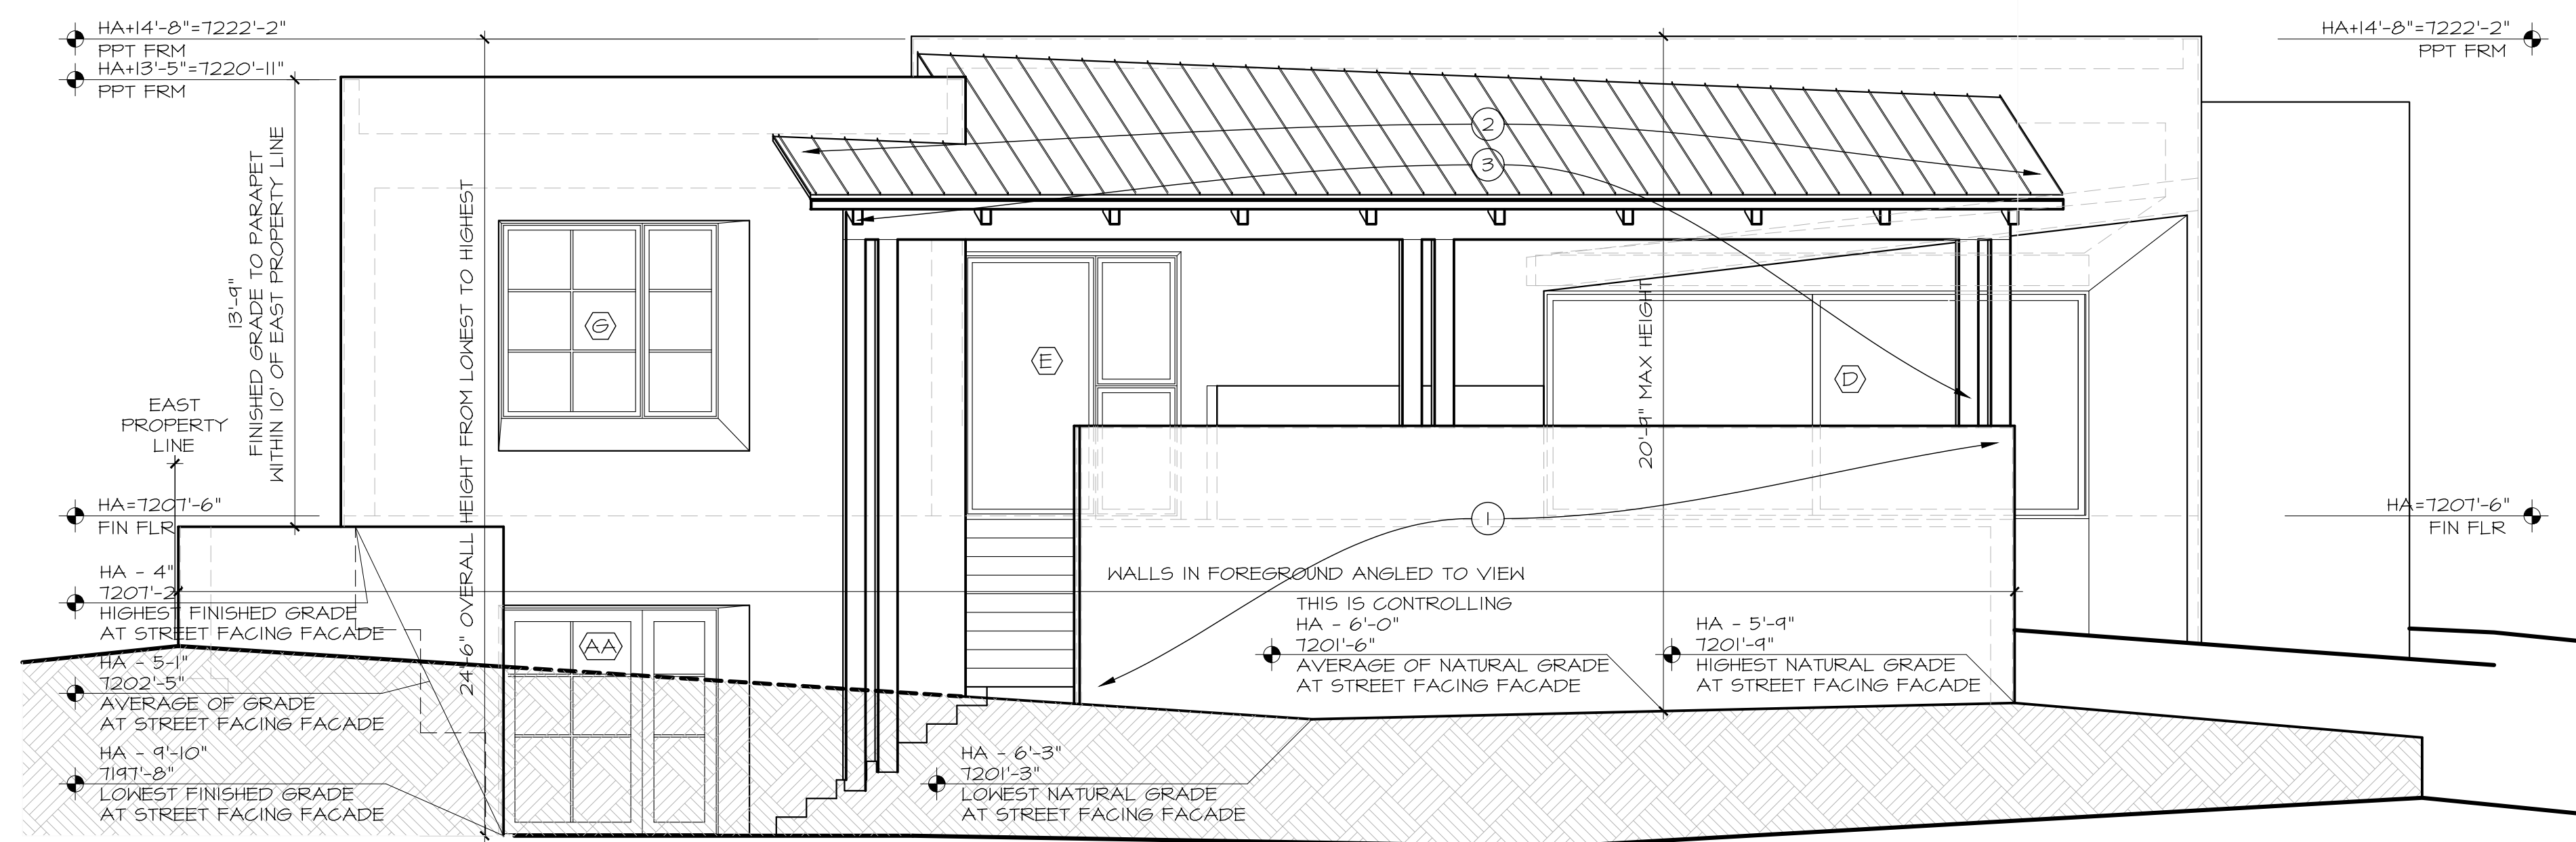 HA+14'-8"=7222'-2"
PPT FRM
HA+13'-5"=7220'-11"
PPT FRM
HA+14'-8"=7222'-2"
PPT FRM
2
3
13'-9"
FINISHED GRADE TO PARAPET
WITHIN 10' OF EAST PROPERTY LINE
24'-6" OVERALL HEIGHT FROM LOWEST TO HIGHEST
20'-9" MAX HEIGHT
G
E
D
EAST
PROPERTY
LINE
HA=7207'-6"
FIN FLR
HA=7207'-6"
FIN FLR
1
HA - 4"
7207'-2"
HIGHEST FINISHED GRADE
AT STREET FACING FACADE
WALLS IN FOREGROUND ANGLED TO VIEW
THIS IS CONTROLLING
HA - 6'-0"
7201'-6"
AVERAGE OF NATURAL GRADE
AT STREET FACING FACADE
HA - 5'-9"
7201'-9"
HIGHEST NATURAL GRADE
AT STREET FACING FACADE
AA
HA - 5'-1"
7202'-5"
AVERAGE OF GRADE
AT STREET FACING FACADE
HA - 9'-10"
7197'-8"
LOWEST FINISHED GRADE
AT STREET FACING FACADE
HA - 6'-3"
7201'-3"
LOWEST NATURAL GRADE
AT STREET FACING FACADE